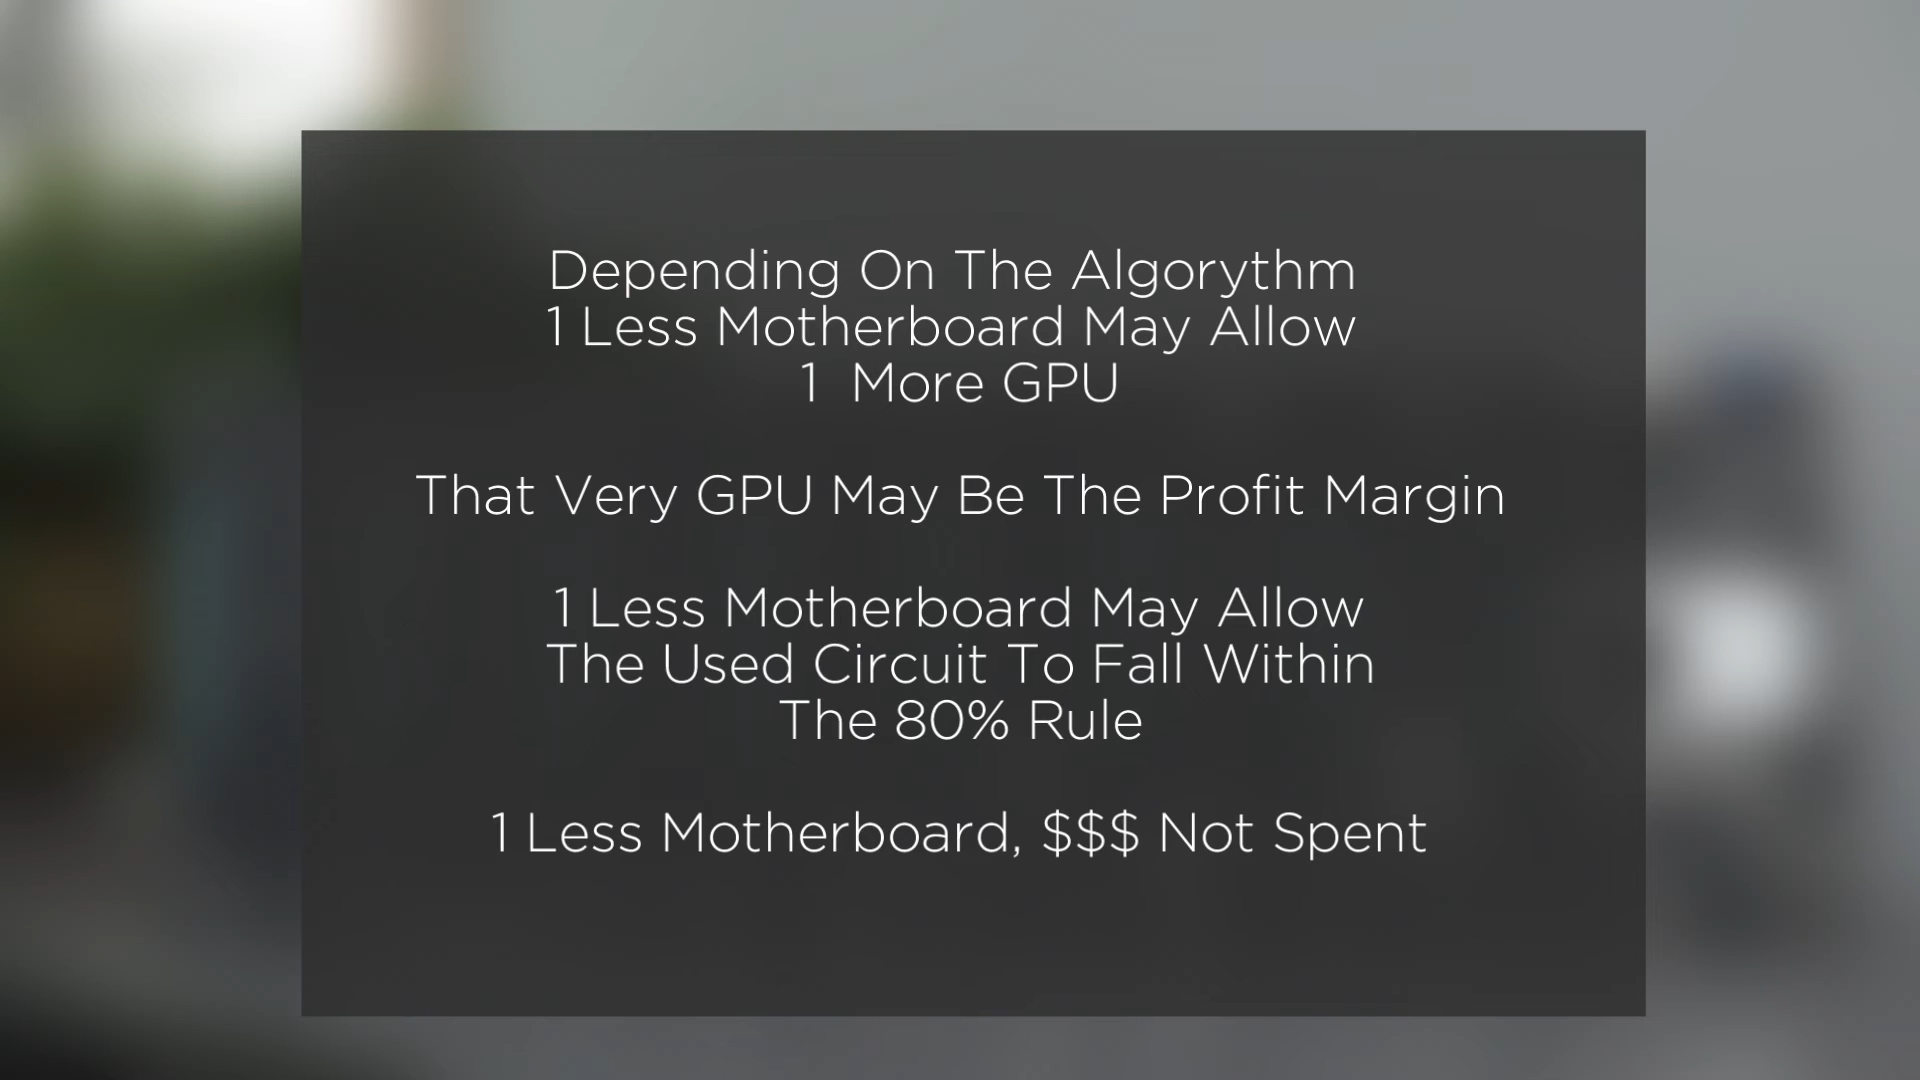 Depending On The Algorythm
1 Less Motherboard May Allow
1 More GPU
That Very GPU May Be The Profit Margin
1 Less Motherboard May Allow
The Used Circuit To Fall Within
The 80% Rule
1 Less Motherboard, $$$ Not Spent